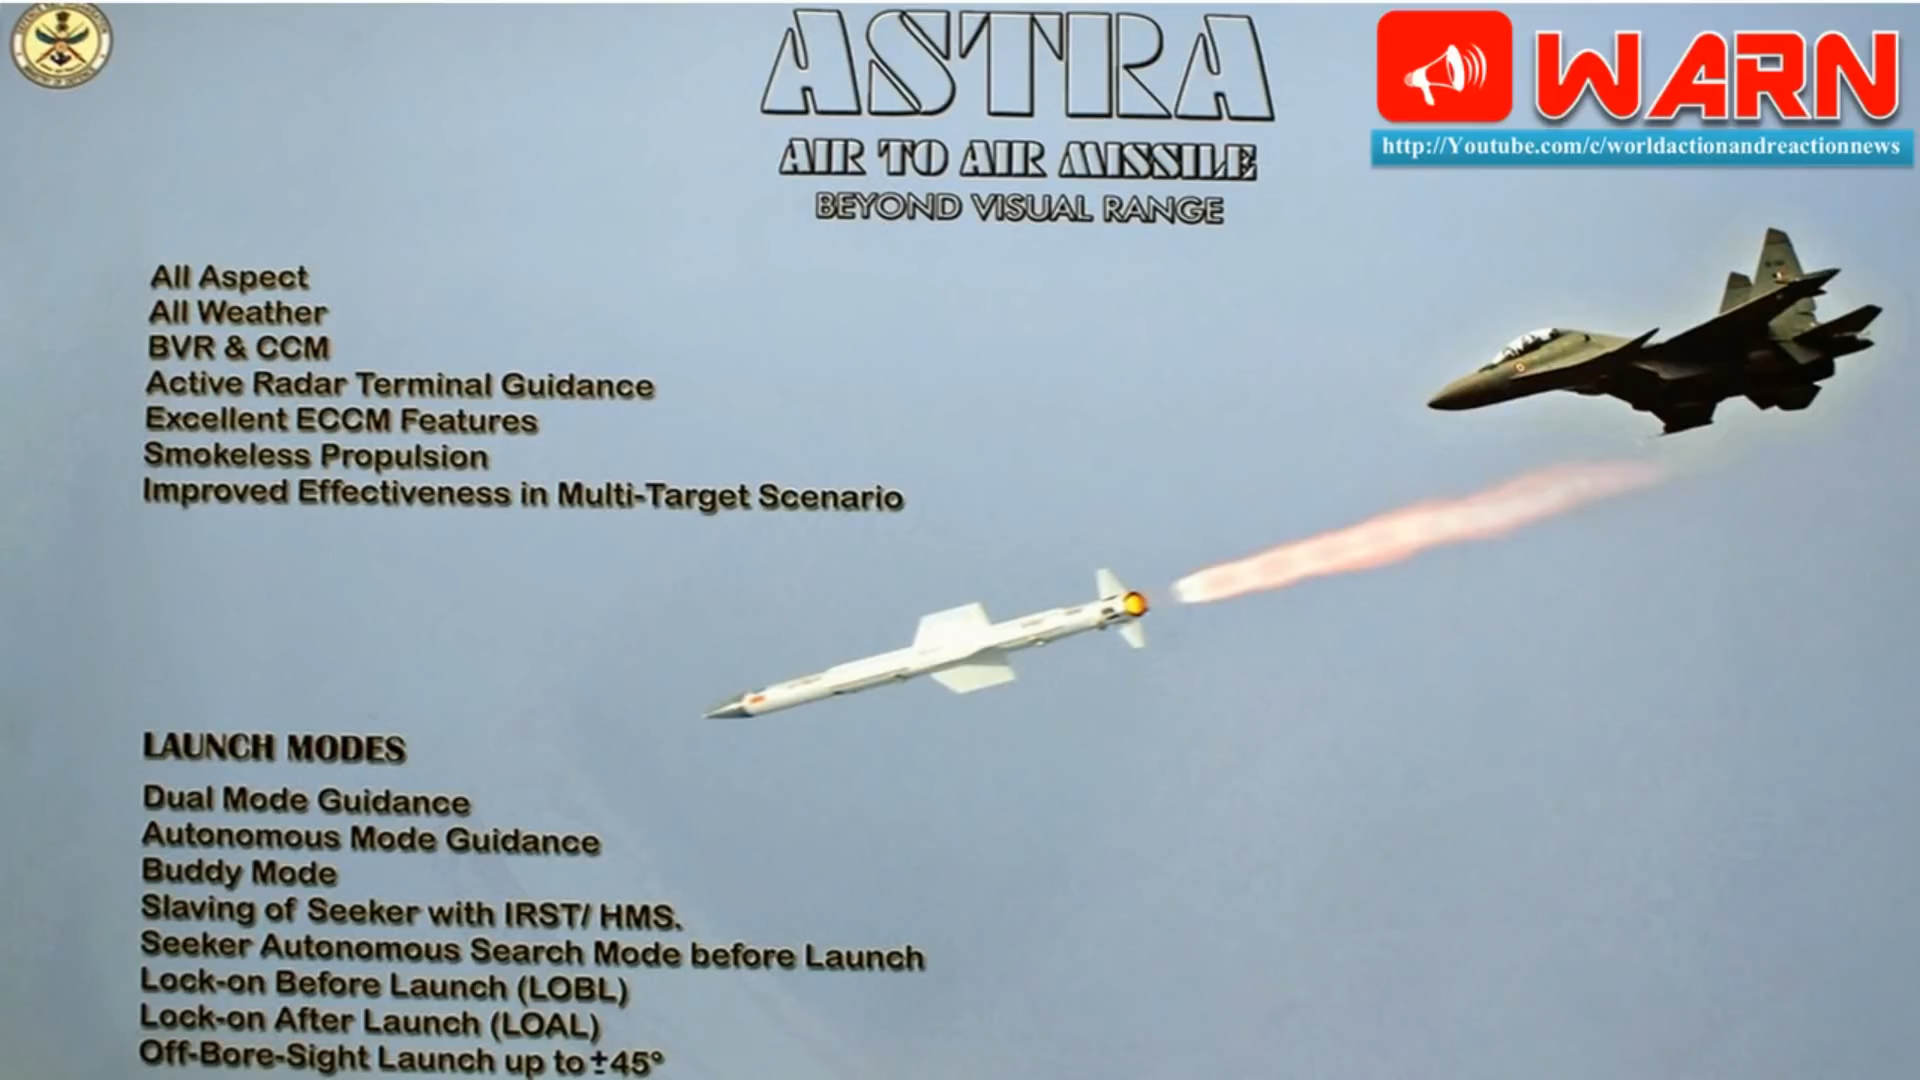 ASTRA
AIR TO AIR MISSILE
BEYOND VISUAL RANGE
WARN
http://Youtube.com/c/worldactionandreactionnews
All Aspect
All Weather
BVR & CCM
Active Radar Terminal Guidance
Excellent ECCM Features
Smokeless Propulsion
Improved Effectiveness in Multi-Target Scenario
LAUNCH MODES
Dual Mode Guidance
Autonomous Mode Guidance
Buddy Mode
Slaving of Seeker with IRST/ HMS.
Seeker Autonomous Search Mode before Launch
Lock-on Before Launch (LOBL)
Lock-on After Launch (LOAL)
Off-Bore-Sight Launch up to ±45°